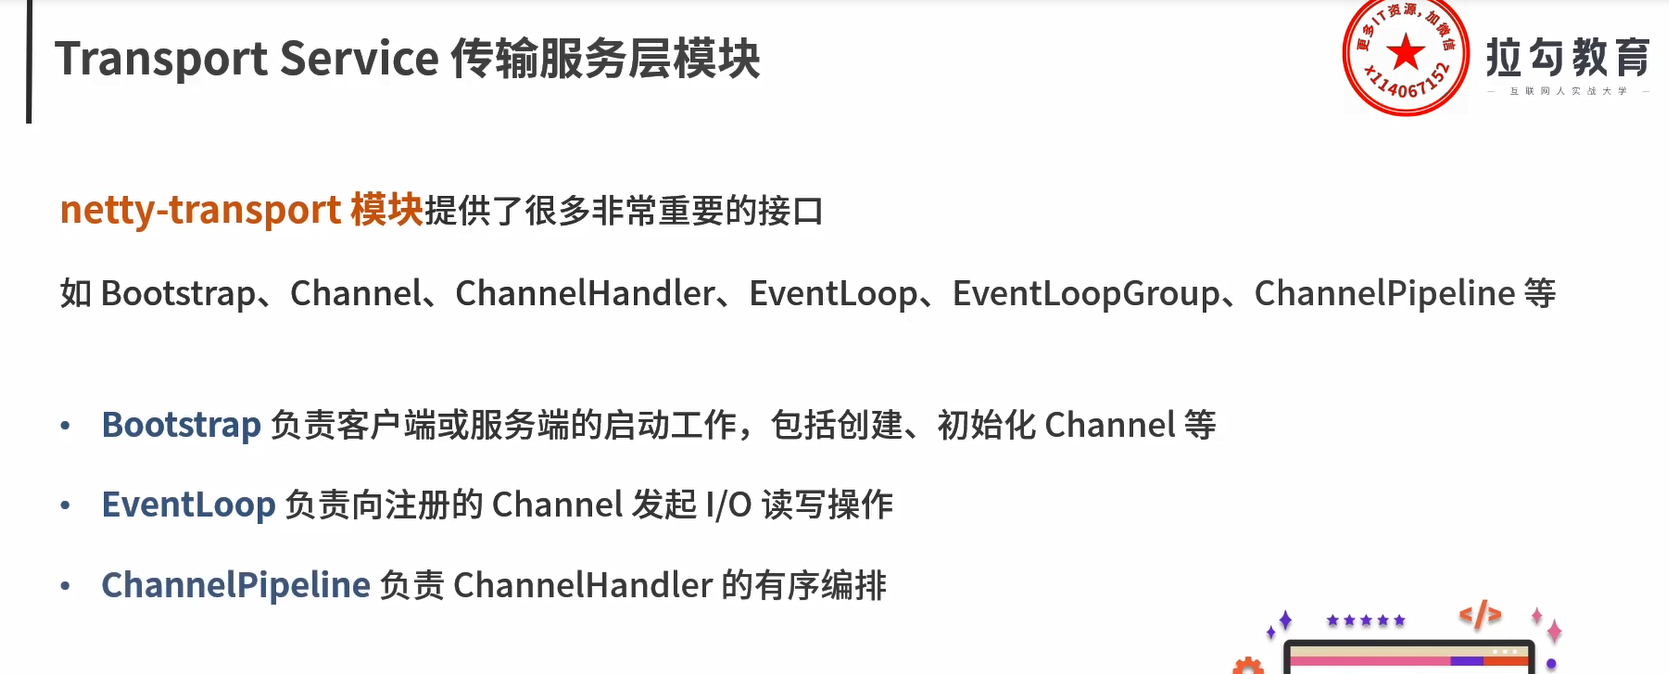 Transport Service 传输服务层模块
更多IT资源，加微信
x114067152
拉勾教育
— 互联网人实战大学 —
netty-transport 模块提供了很多非常重要的接口
如 Bootstrap、Channel、ChannelHandler、EventLoop、EventLoopGroup、ChannelPipeline 等
• Bootstrap 负责客户端或服务端的启动工作，包括创建、初始化 Channel 等
• EventLoop 负责向注册的 Channel 发起 I/O 读写操作
• ChannelPipeline 负责 ChannelHandler 的有序编排
</>